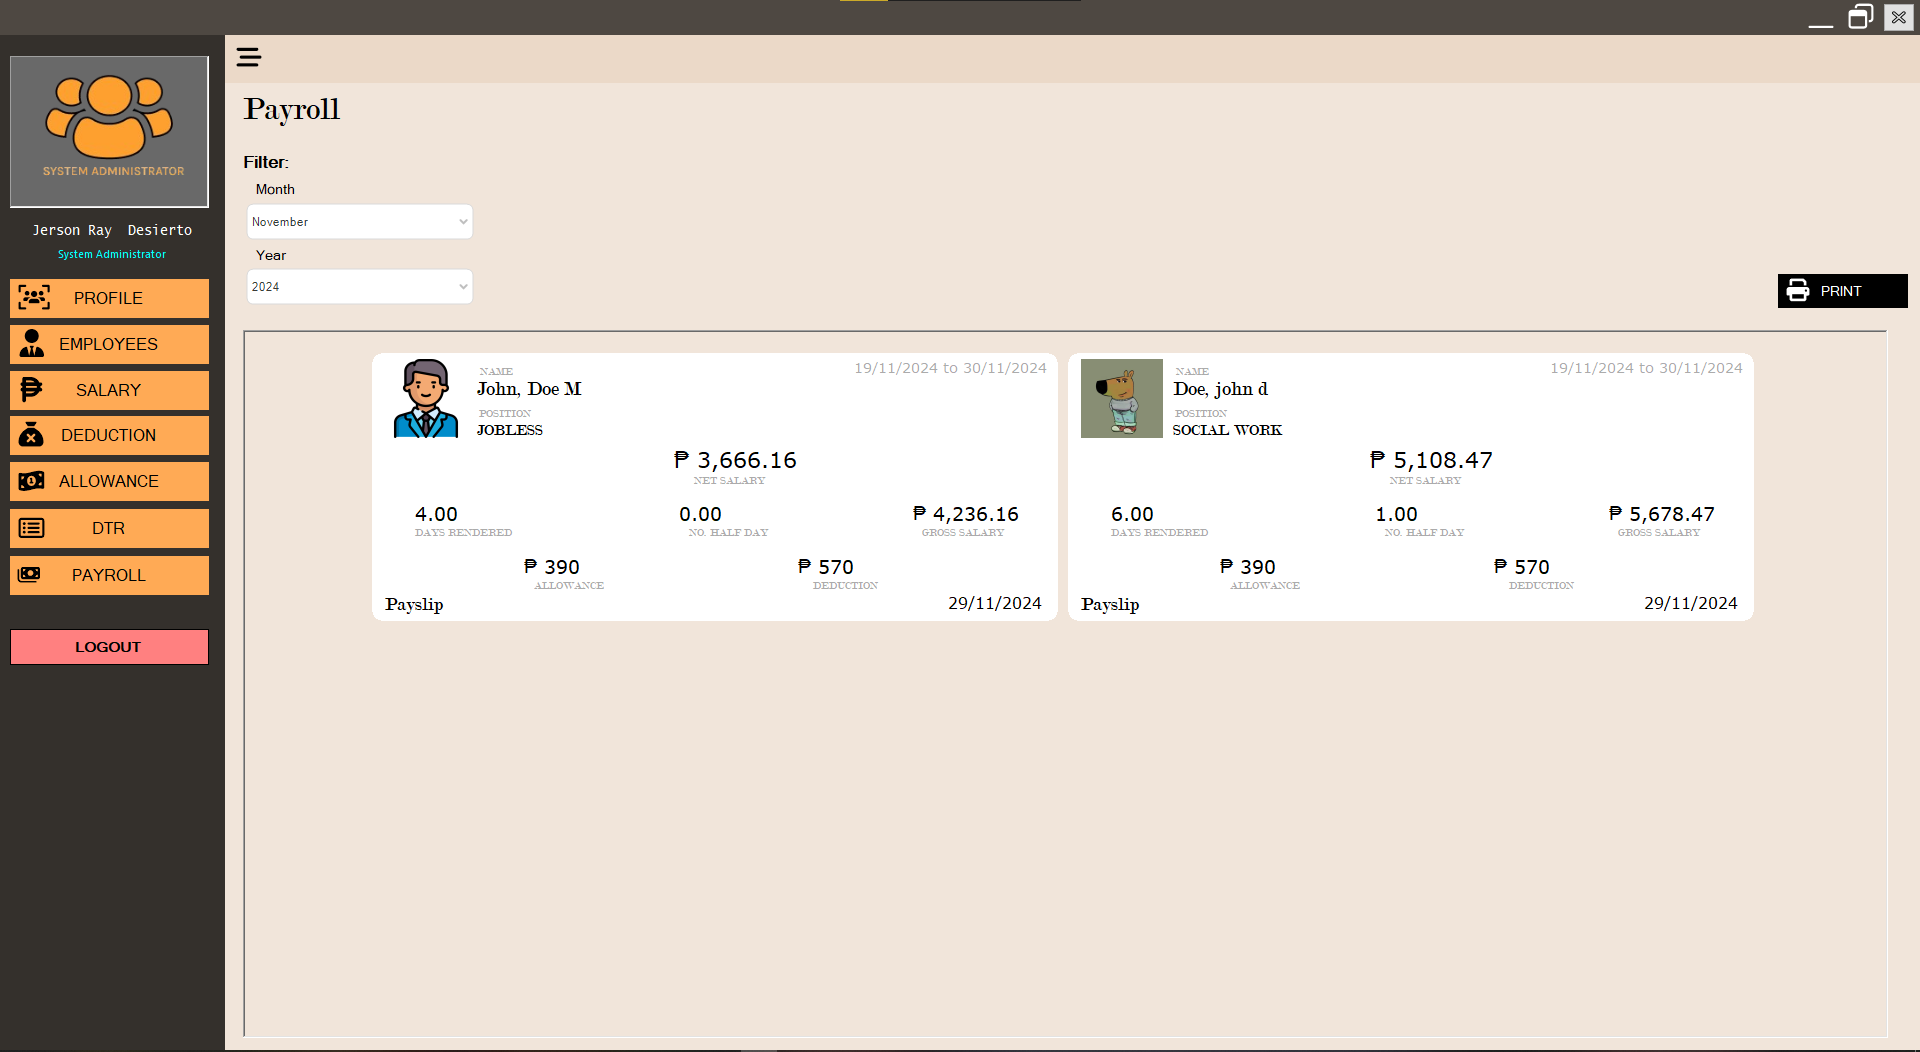 SYSTEM ADMINISTRATOR
Jerson Ray  Desierto
System Administrator
PROFILE
EMPLOYEES
SALARY
DEDUCTION
ALLOWANCE
DTR
PAYROLL
LOGOUT
Payroll
Filter:
Month
November
Year
2024
PRINT
NAME
19/11/2024 to 30/11/2024
John, Doe M
POSITION
JOBLESS
₱ 3,666.16
NET SALARY
4.00 0.00 ₱ 4,236.16
DAYS RENDERED NO. HALF DAY GROSS SALARY
₱ 390 ₱ 570
ALLOWANCE DEDUCTION
Payslip 29/11/2024
NAME
19/11/2024 to 30/11/2024
Doe, john d
POSITION
SOCIAL WORK
₱ 5,108.47
NET SALARY
6.00 1.00 ₱ 5,678.47
DAYS RENDERED NO. HALF DAY GROSS SALARY
₱ 390 ₱ 570
ALLOWANCE DEDUCTION
Payslip 29/11/2024